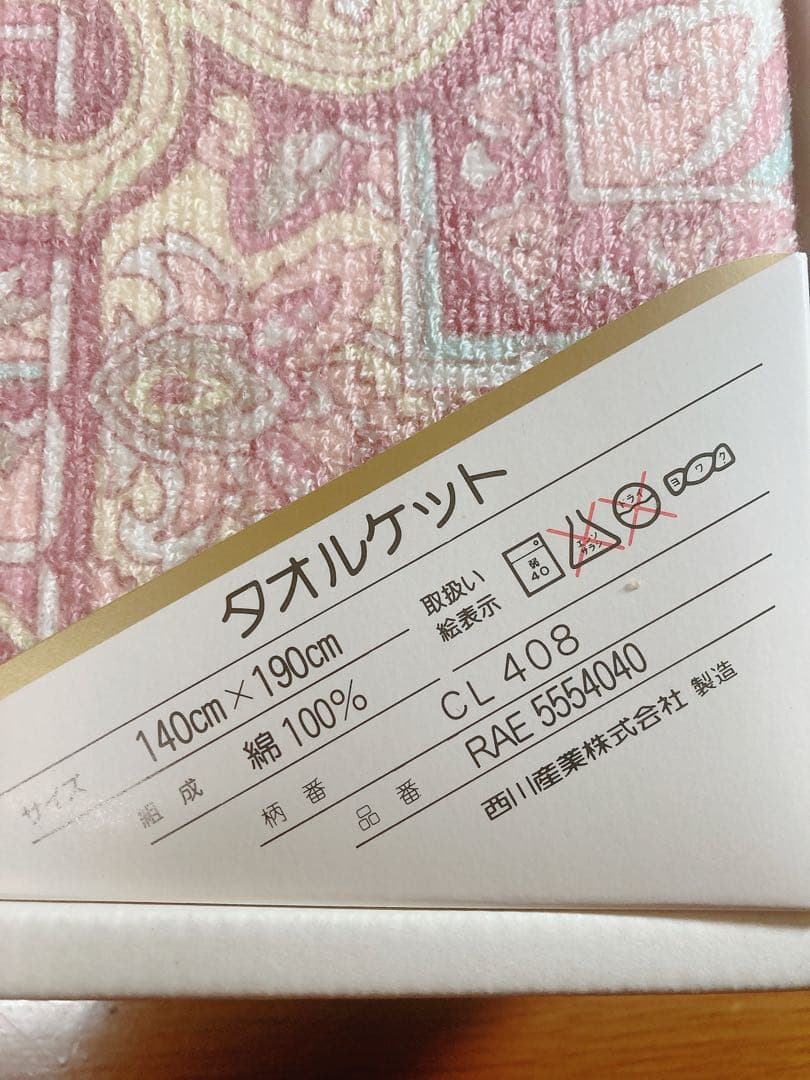 タオルケット
サイズ 140cm×190cm
組成 綿100%
取扱い
絵表示
弱
40
エンソ
サラシ
ドライ
ヨワク
柄番 CL 408
品番 RAE 5554040
西川産業株式会社 製造